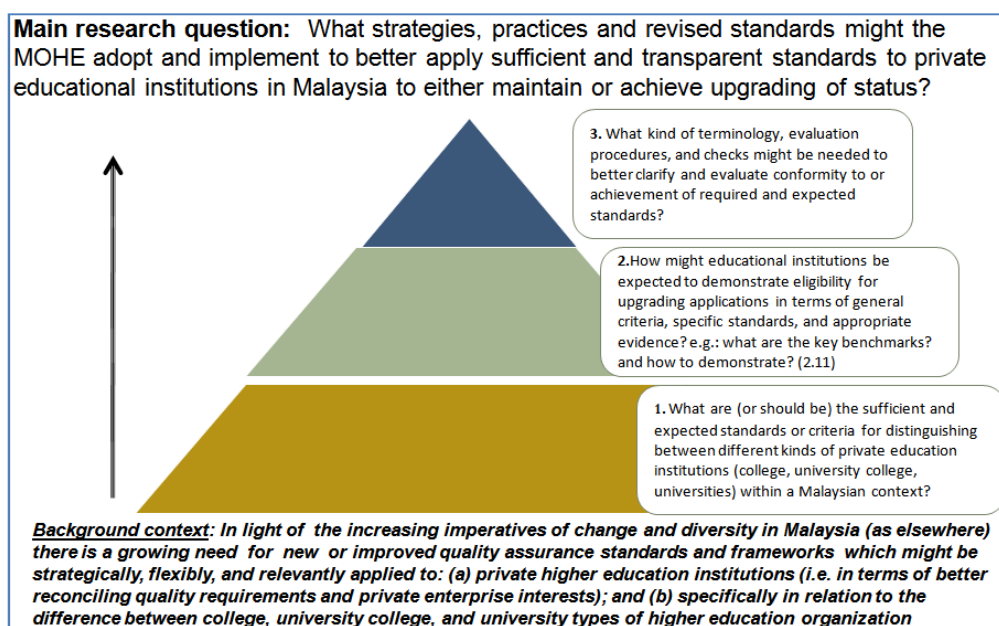 Main research question: What strategies, practices and revised standards might the
MOHE adopt and implement to better apply sufficient and transparent standards to private
educational institutions in Malaysia to either maintain or achieve upgrading of status?
3. What kind of terminology, evaluation
procedures, and checks might be needed to
better clarify and evaluate conformity to or
achievement of required and expected
standards?
2.How might educational institutions be
expected to demonstrate eligibility for
upgrading applications in terms of general
criteria, specific standards, and appropriate
evidence? e.g.: what are the key benchmarks?
and how to demonstrate? (2.11)
1. What are (or should be) the sufficient and
expected standards or criteria for distinguishing
between different kinds of private education
institutions (college, university college,
universities) within a Malaysian context?
Background context: In light of the increasing imperatives of change and diversity in Malaysia (as elsewhere)
there is a growing need for new or improved quality assurance standards and frameworks which might be
strategically, flexibly, and relevantly applied to: (a) private higher education institutions (i.e. in terms of better
reconciling quality requirements and private enterprise interests); and (b) specifically in relation to the
difference between college, university college, and university types of higher education organization